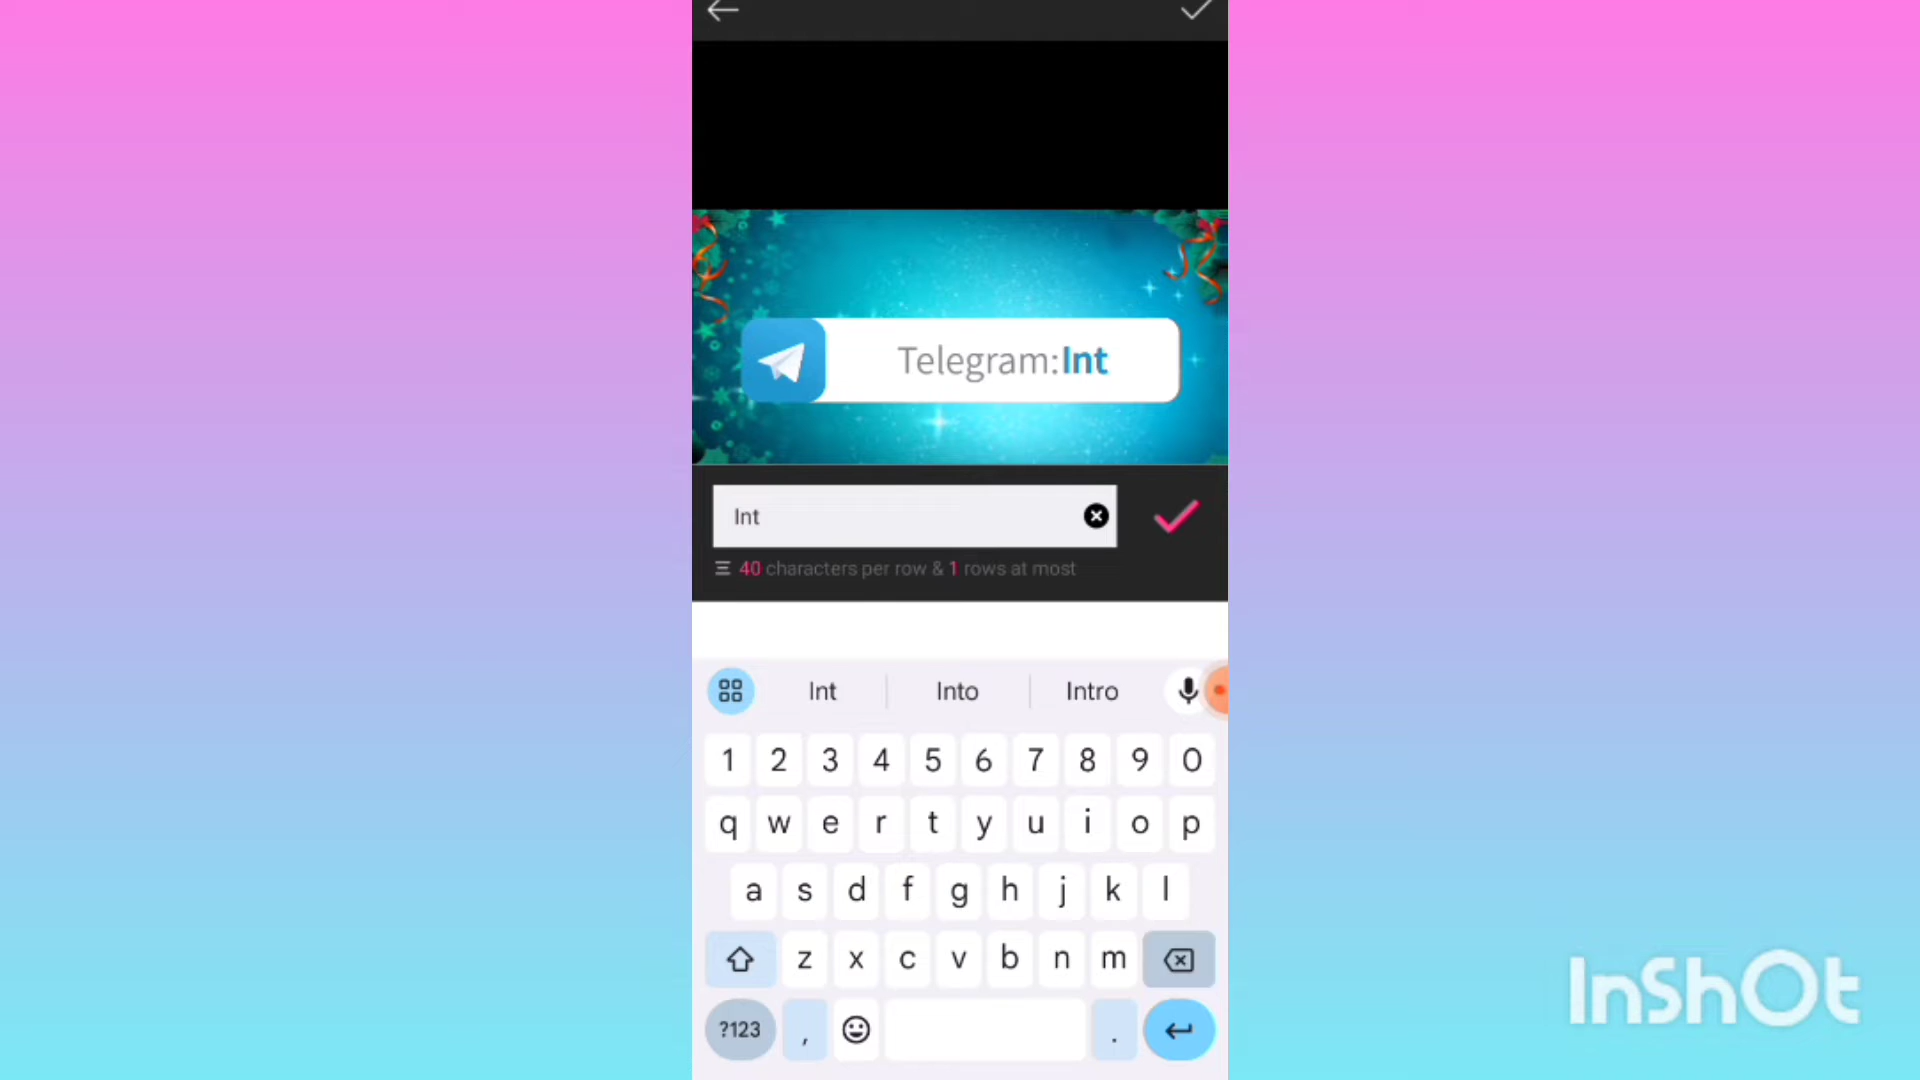 Telegram:Int
Int
40 characters per row & 1 rows at most
Int Into Intro
1 2 3 4 5 6 7 8 9 0
q w e r t y u i o p
a s d f g h j k l
z x c v b n m
?123 , .
InShOt